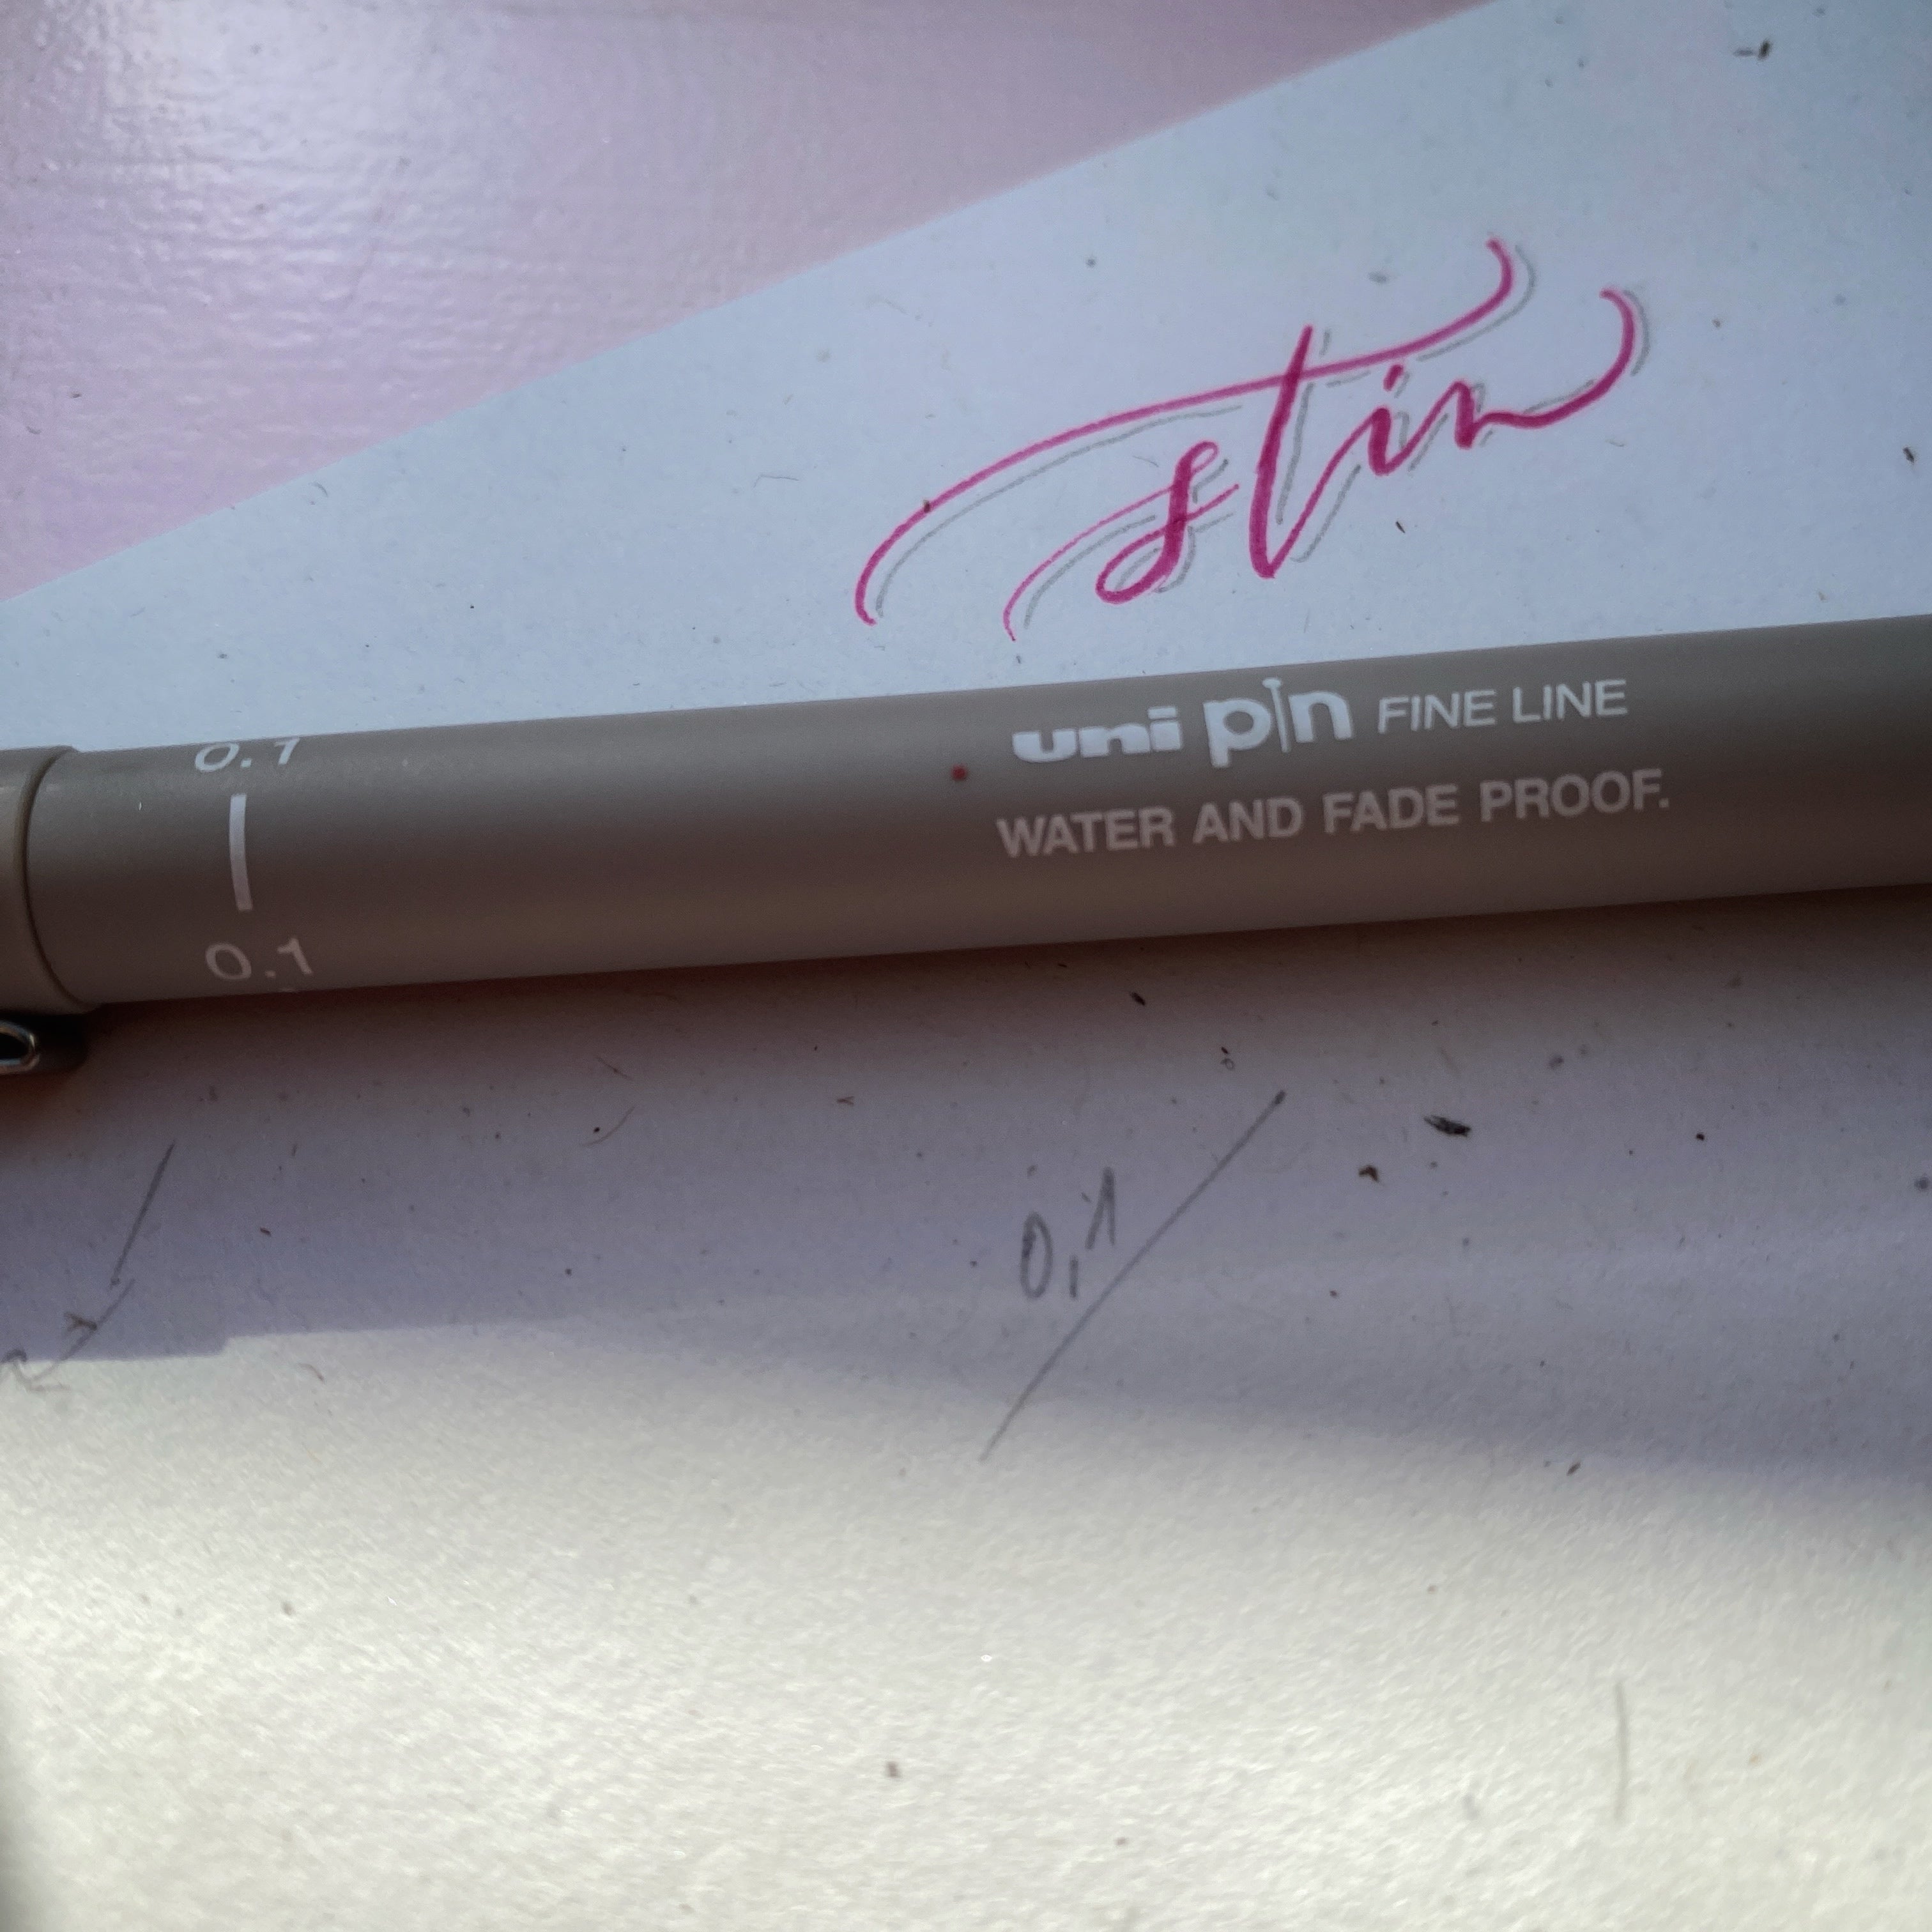 stin
uni pin FINE LINE
WATER AND FADE PROOF.
0.1
0.1
0,1